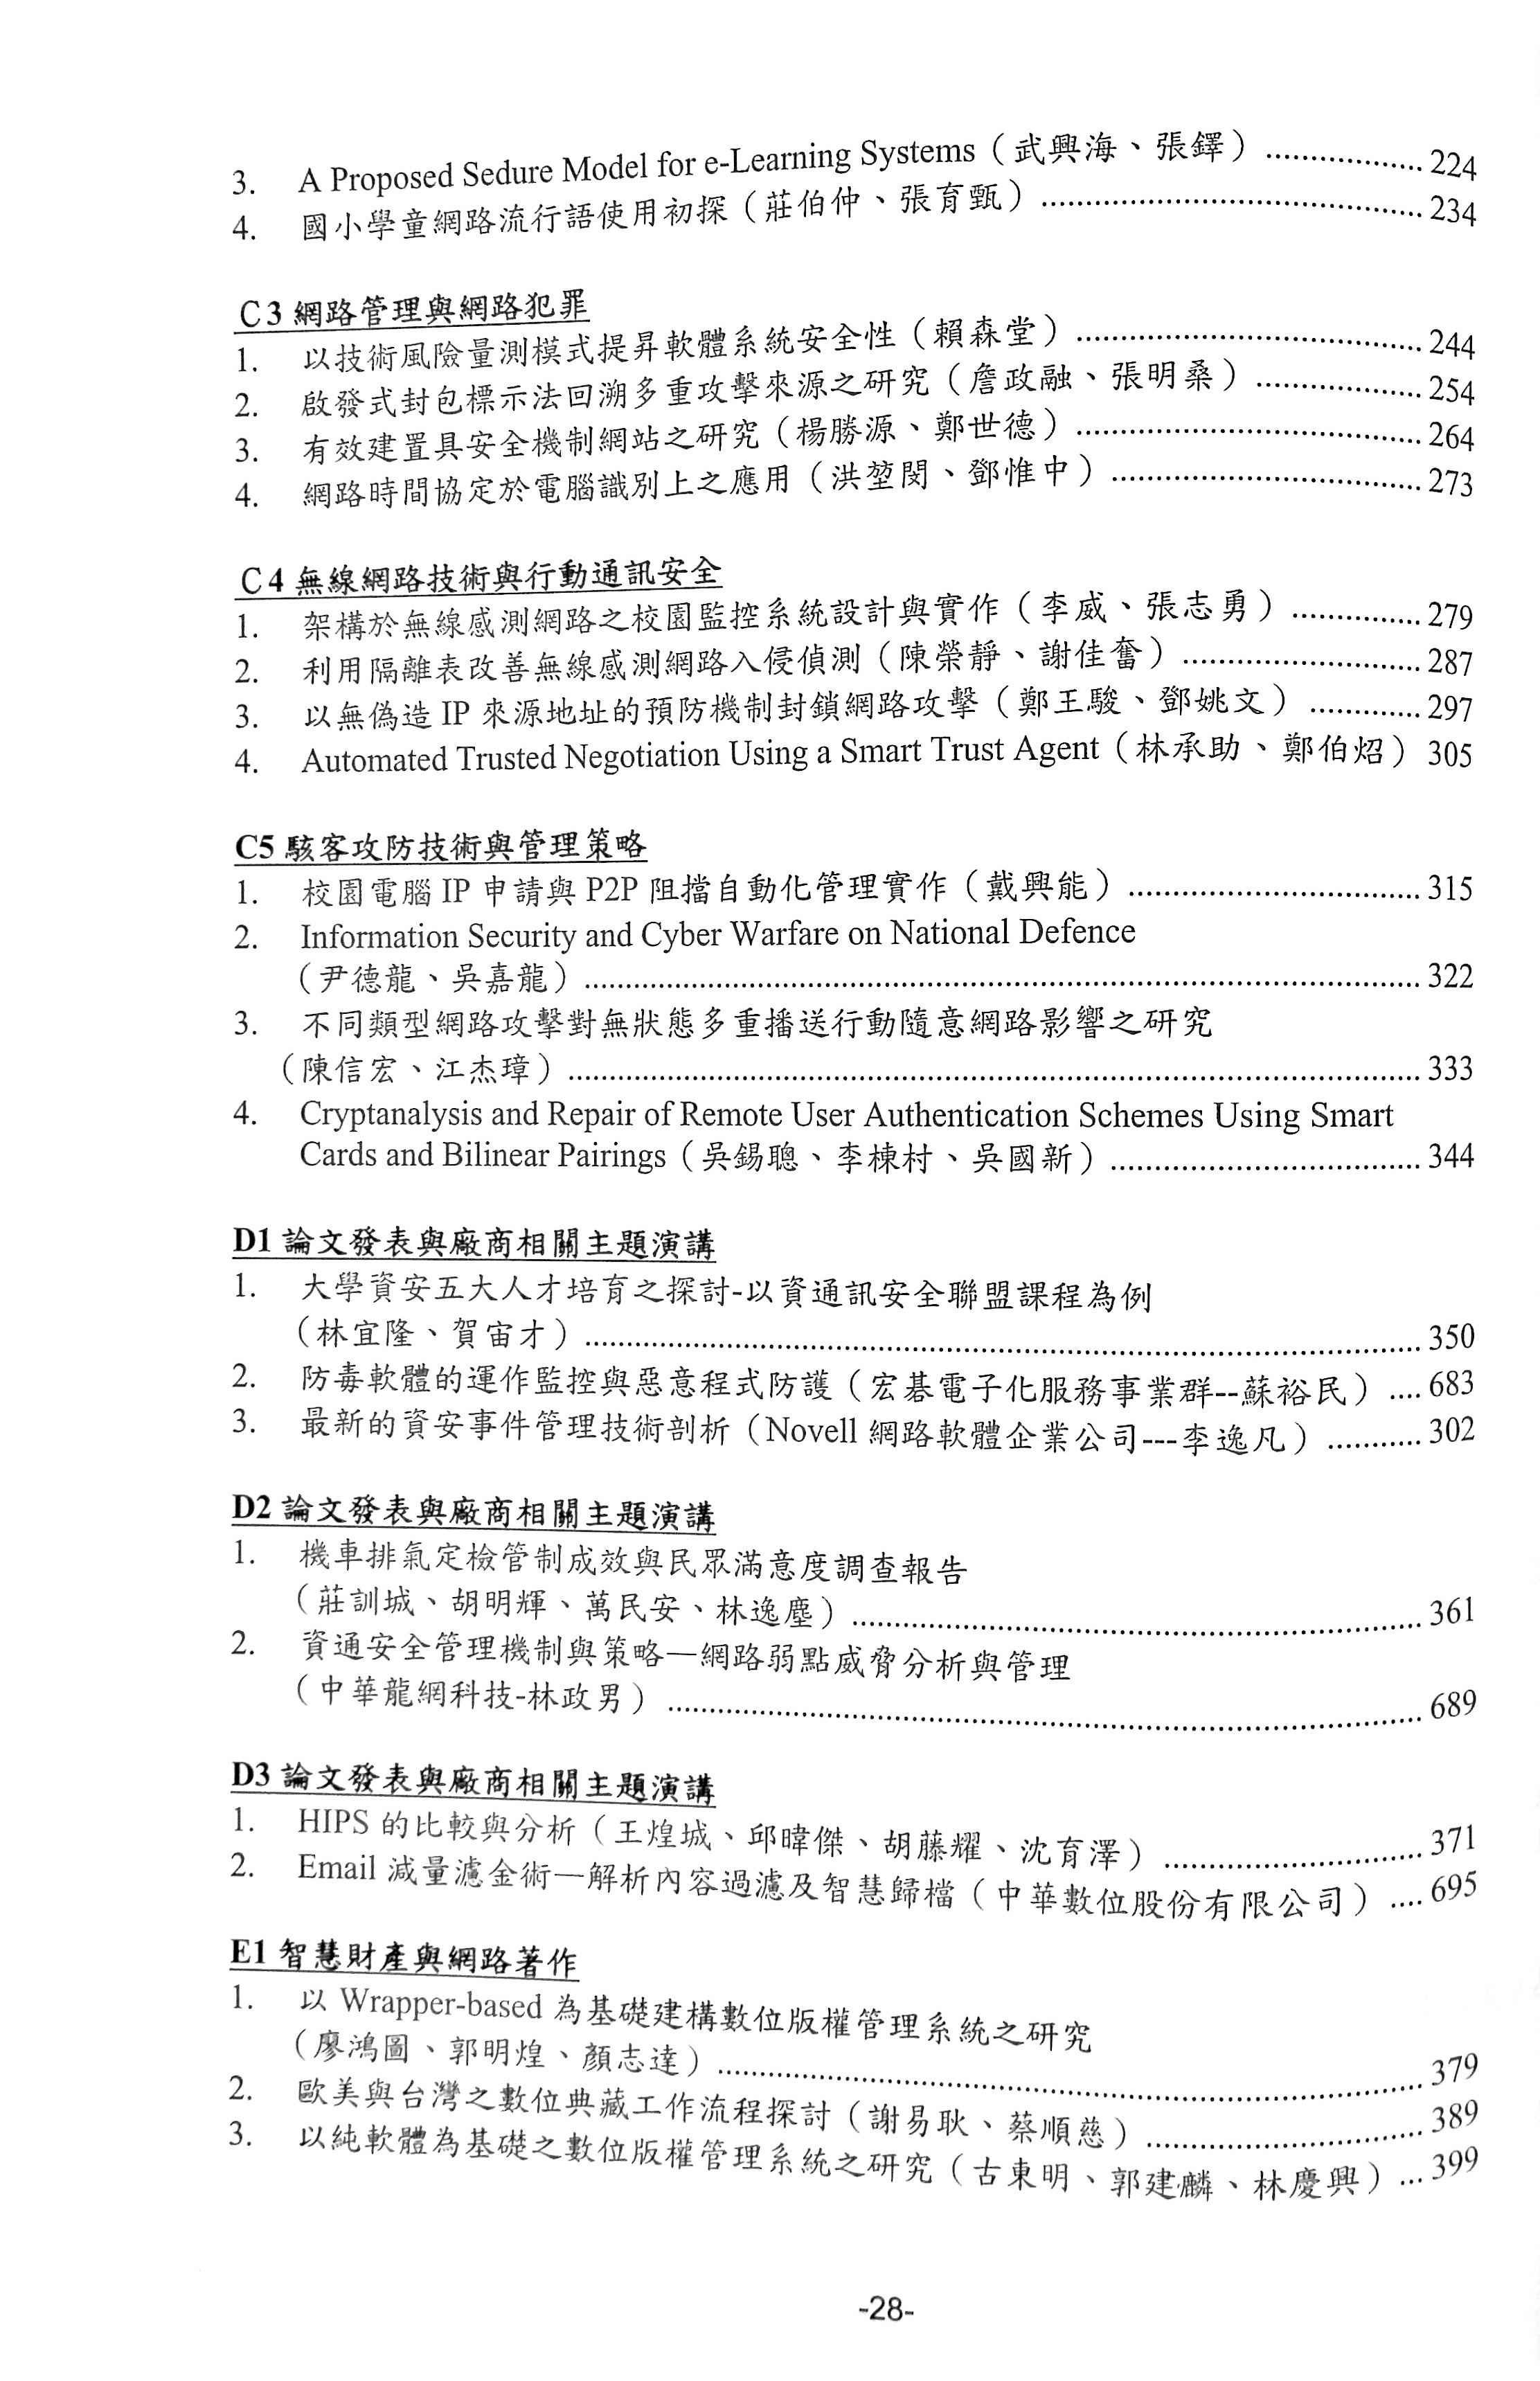 3. A Proposed Sedure Model for e-Learning Systems（武興海、張鐸）........................224
4. 國小學童網路流行語使用初探（莊伯仲、張育甄）........................234
C3 網路管理與網路犯罪
1. 以技術風險量測模式提昇軟體系統安全性（賴森堂）........................244
2. 啟發式封包標示法回溯多重攻擊來源之研究（詹政融、張明桑）........................254
3. 有效建置具安全機制網站之研究（楊勝源、鄭世德）........................264
4. 網路時間協定於電腦識別上之應用（洪堃閔、鄧惟中）........................273
C4 無線網路技術與行動通訊安全
1. 架構於無線感測網路之校園監控系統設計與實作（李威、張志勇）........................279
2. 利用隔離表改善無線感測網路入侵偵測（陳榮靜、謝佳奮）........................287
3. 以無偽造 IP 來源地址的預防機制封鎖網路攻擊（鄭王駿、鄧姚文）........................297
4. Automated Trusted Negotiation Using a Smart Trust Agent（林承助、鄭伯炤）305
C5 駭客攻防技術與管理策略
1. 校園電腦 IP 申請與 P2P 阻擋自動化管理實作（戴興能）........................315
2. Information Security and Cyber Warfare on National Defence
（尹德龍、吳嘉龍）........................322
3. 不同類型網路攻擊對無狀態多重播送行動隨意網路影響之研究
（陳信宏、江杰璋）........................333
4. Cryptanalysis and Repair of Remote User Authentication Schemes Using Smart
Cards and Bilinear Pairings（吳錫聰、李棟村、吳國新）........................344
D1 論文發表與廠商相關主題演講
1. 大學資安五大人才培育之探討-以資通訊安全聯盟課程為例
（林宜隆、賀宙才）........................350
2. 防毒軟體的運作監控與惡意程式防護（宏碁電子化服務事業群--蘇裕民）....683
3. 最新的資安事件管理技術剖析（Novell 網路軟體企業公司---李逸凡）............302
D2 論文發表與廠商相關主題演講
1. 機車排氣定檢管制成效與民眾滿意度調查報告
（莊訓城、胡明輝、萬民安、林逸塵）........................361
2. 資通安全管理機制與策略—網路弱點威脅分析與管理
（中華龍網科技-林政男）........................689
D3 論文發表與廠商相關主題演講
1. HIPS 的比較與分析（王煌城、邱暐傑、胡藤耀、沈育澤）........................371
2. Email 減量濾金術—解析內容過濾及智慧歸檔（中華數位股份有限公司）....695
E1 智慧財產與網路著作
1. 以 Wrapper-based 為基礎建構數位版權管理系統之研究
（廖鴻圖、郭明煌、顏志達）........................379
2. 歐美與台灣之數位典藏工作流程探討（謝易耿、蔡順慈）........................389
3. 以純軟體為基礎之數位版權管理系統之研究（古東明、郭建麟、林慶興）...399
-28-